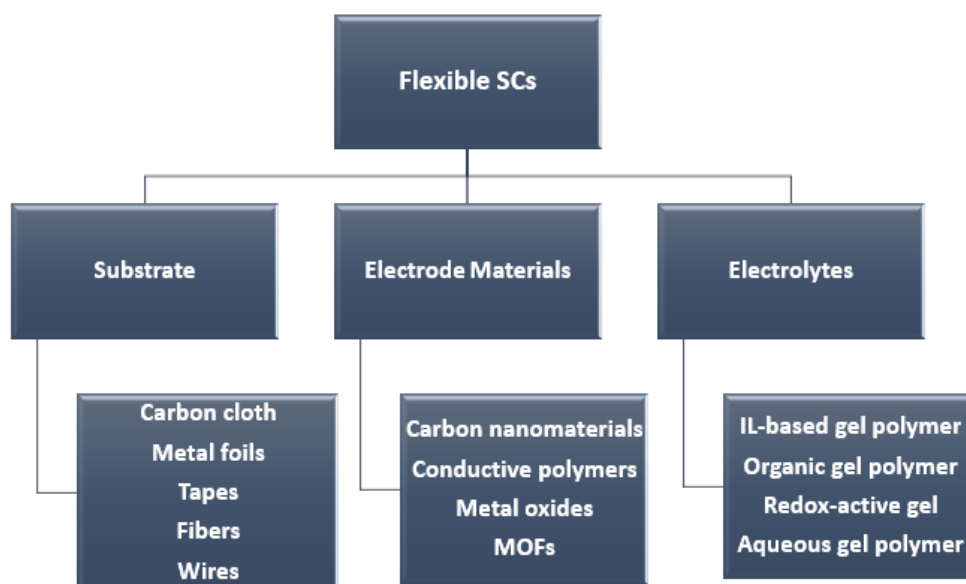 Flexible SCs
Substrate
Electrode Materials
Electrolytes
Carbon cloth
Metal foils
Tapes
Fibers
Wires
Carbon nanomaterials
Conductive polymers
Metal oxides
MOFs
IL-based gel polymer
Organic gel polymer
Redox-active gel
Aqueous gel polymer